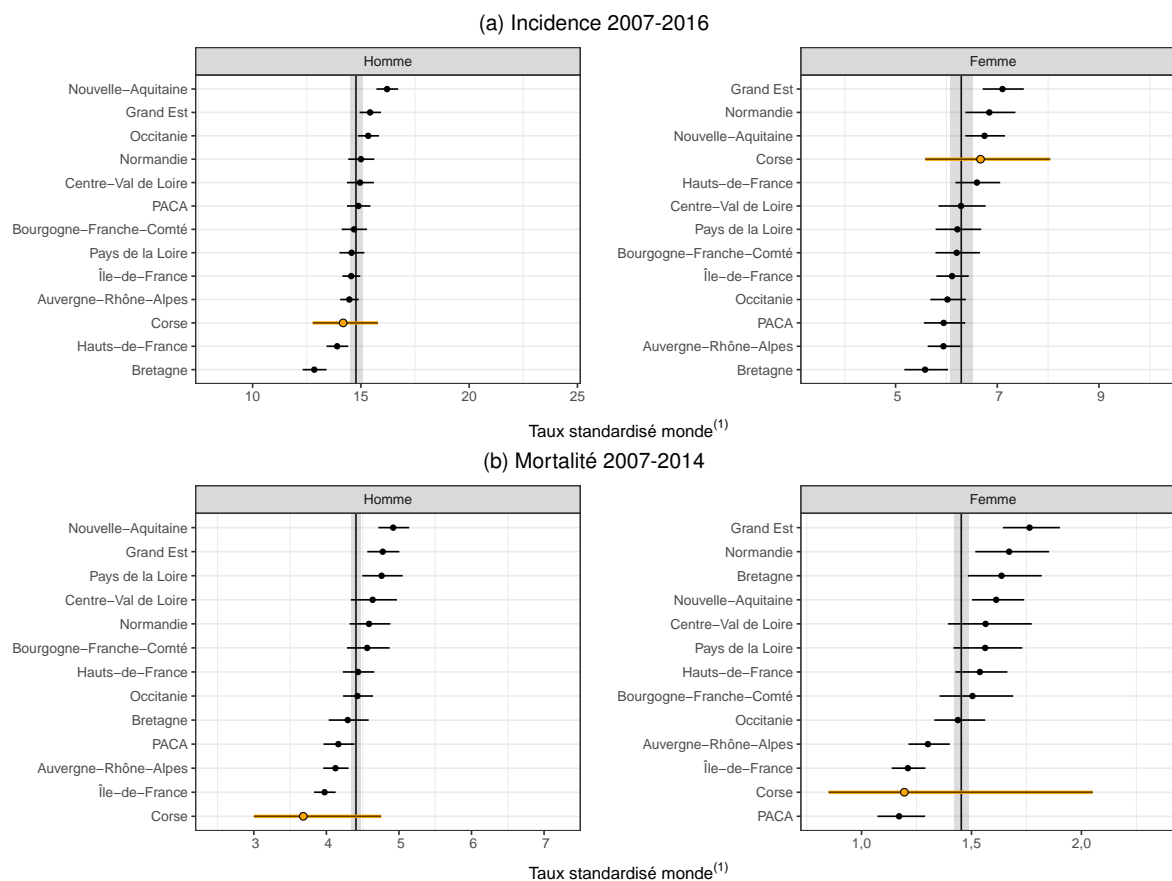 (a) Incidence 2007-2016
Homme
Nouvelle−Aquitaine
Grand Est
Occitanie
Normandie
Centre−Val de Loire
PACA
Bourgogne−Franche−Comté
Pays de la Loire
Île−de−France
Auvergne−Rhône−Alpes
Corse
Hauts−de−France
Bretagne
10 15 20 25
Femme
Grand Est
Normandie
Nouvelle−Aquitaine
Corse
Hauts−de−France
Centre−Val de Loire
Pays de la Loire
Bourgogne−Franche−Comté
Île−de−France
Occitanie
PACA
Auvergne−Rhône−Alpes
Bretagne
5 7 9
Taux standardisé monde(1)
(b) Mortalité 2007-2014
Homme
Nouvelle−Aquitaine
Grand Est
Pays de la Loire
Centre−Val de Loire
Normandie
Bourgogne−Franche−Comté
Hauts−de−France
Occitanie
Bretagne
PACA
Auvergne−Rhône−Alpes
Île−de−France
Corse
3 4 5 6 7
Femme
Grand Est
Normandie
Bretagne
Nouvelle−Aquitaine
Centre−Val de Loire
Pays de la Loire
Hauts−de−France
Bourgogne−Franche−Comté
Occitanie
Auvergne−Rhône−Alpes
Île−de−France
Corse
PACA
1,0 1,5 2,0
Taux standardisé monde(1)